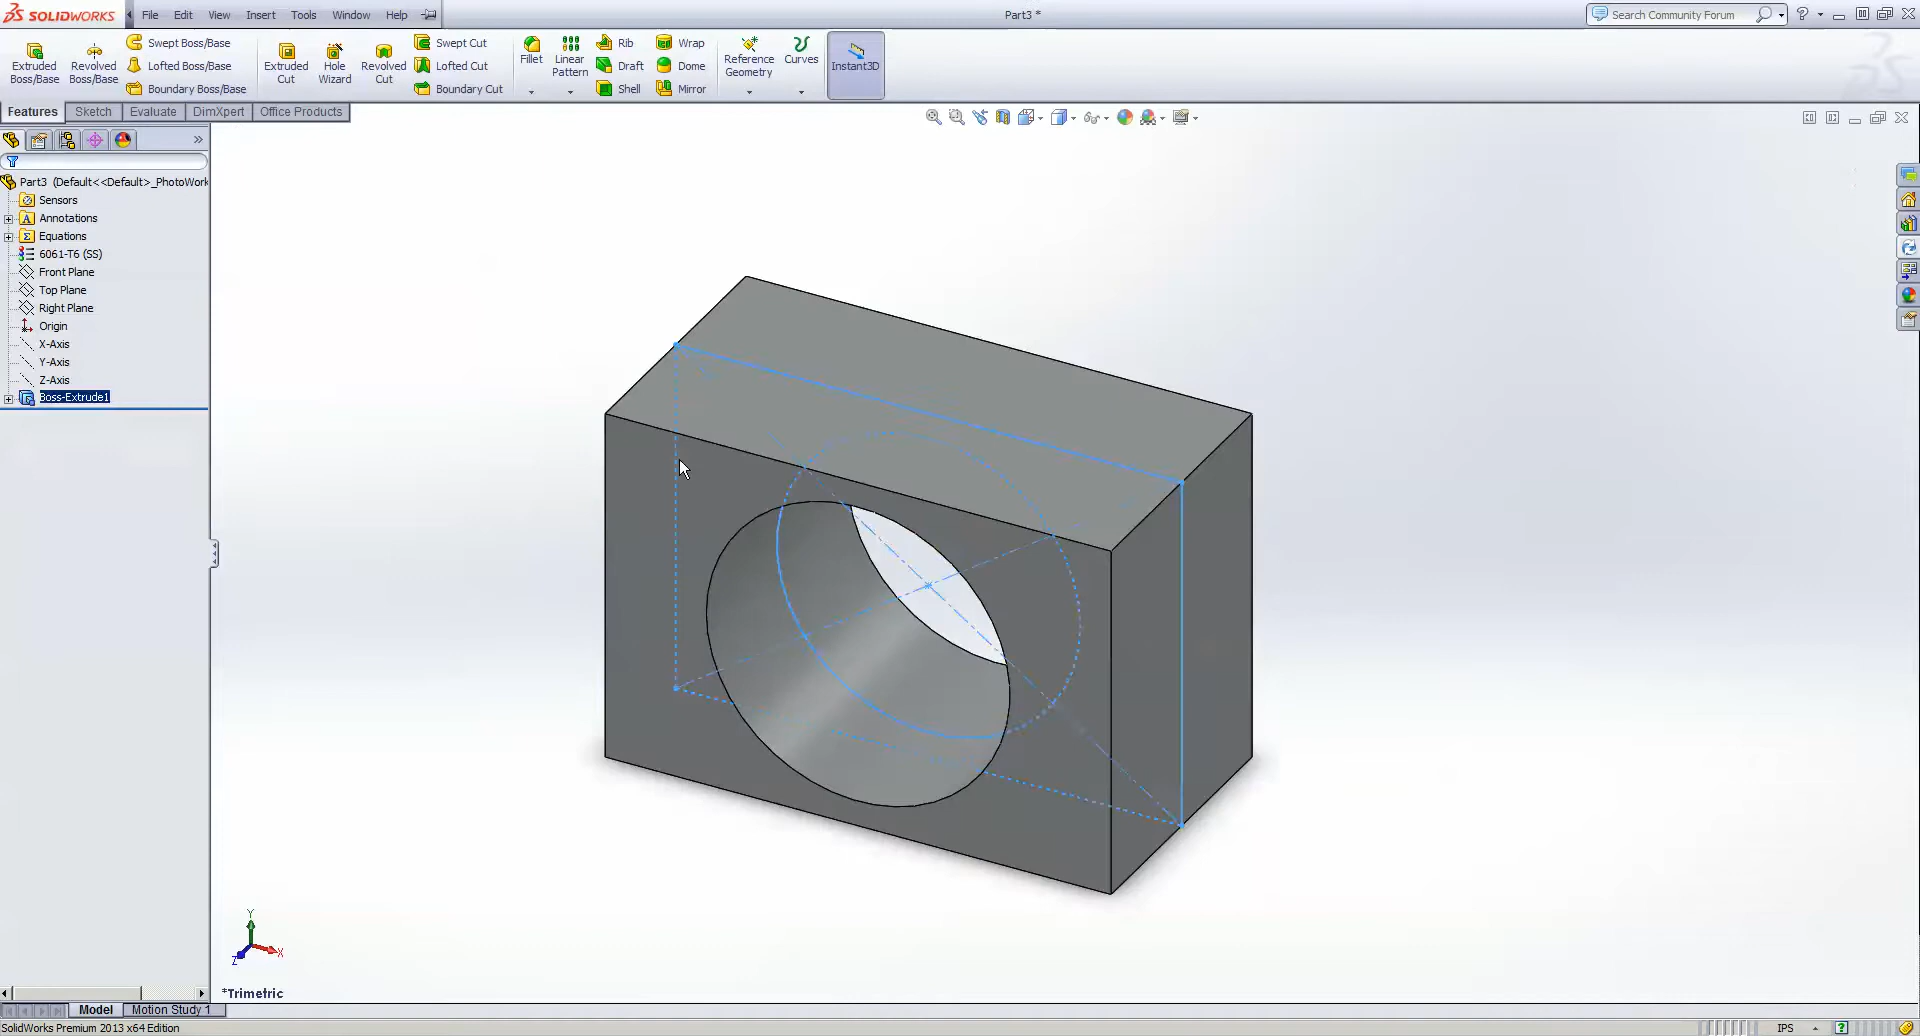 SOLIDWORKS
File Edit View Insert Tools Window Help
Part3 *
Search Community Forum
Extruded Boss/Base
Revolved Boss/Base
Swept Boss/Base
Lofted Boss/Base
Boundary Boss/Base
Extruded Cut
Hole Wizard
Revolved Cut
Swept Cut
Lofted Cut
Boundary Cut
Fillet
Linear Pattern
Rib
Draft
Shell
Wrap
Dome
Mirror
Reference Geometry
Curves
Instant3D
Features Sketch Evaluate DimXpert Office Products
Part3 (Default<<Default>_PhotoWork
Sensors
Annotations
Equations
6061-T6 (SS)
Front Plane
Top Plane
Right Plane
Origin
X-Axis
Y-Axis
Z-Axis
Boss-Extrude1
Y
X
Z
*Trimetric
Model Motion Study 1
SolidWorks Premium 2013 x64 Edition
IPS